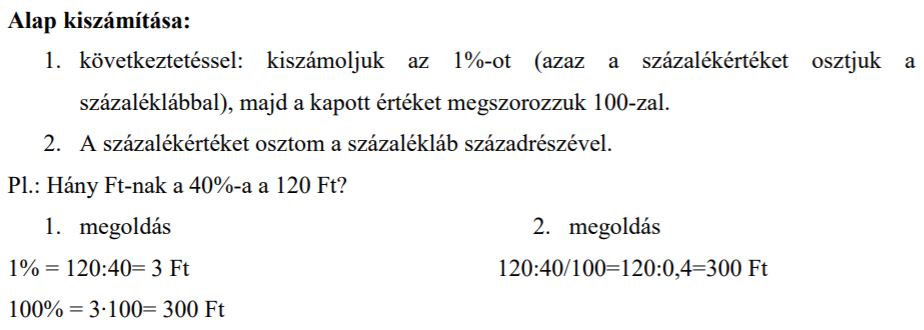 Alap kiszámítása:
1. következtetéssel: kiszámoljuk az 1%-ot (azaz a százalékértéket osztjuk a
százaléklábbal), majd a kapott értéket megszorozzuk 100-zal.
2. A százalékértéket osztom a százalékláb századrészével.
Pl.: Hány Ft-nak a 40%-a a 120 Ft?
1. megoldás 2. megoldás
1% = 120:40= 3 Ft 120:40/100=120:0,4=300 Ft
100% = 3·100= 300 Ft